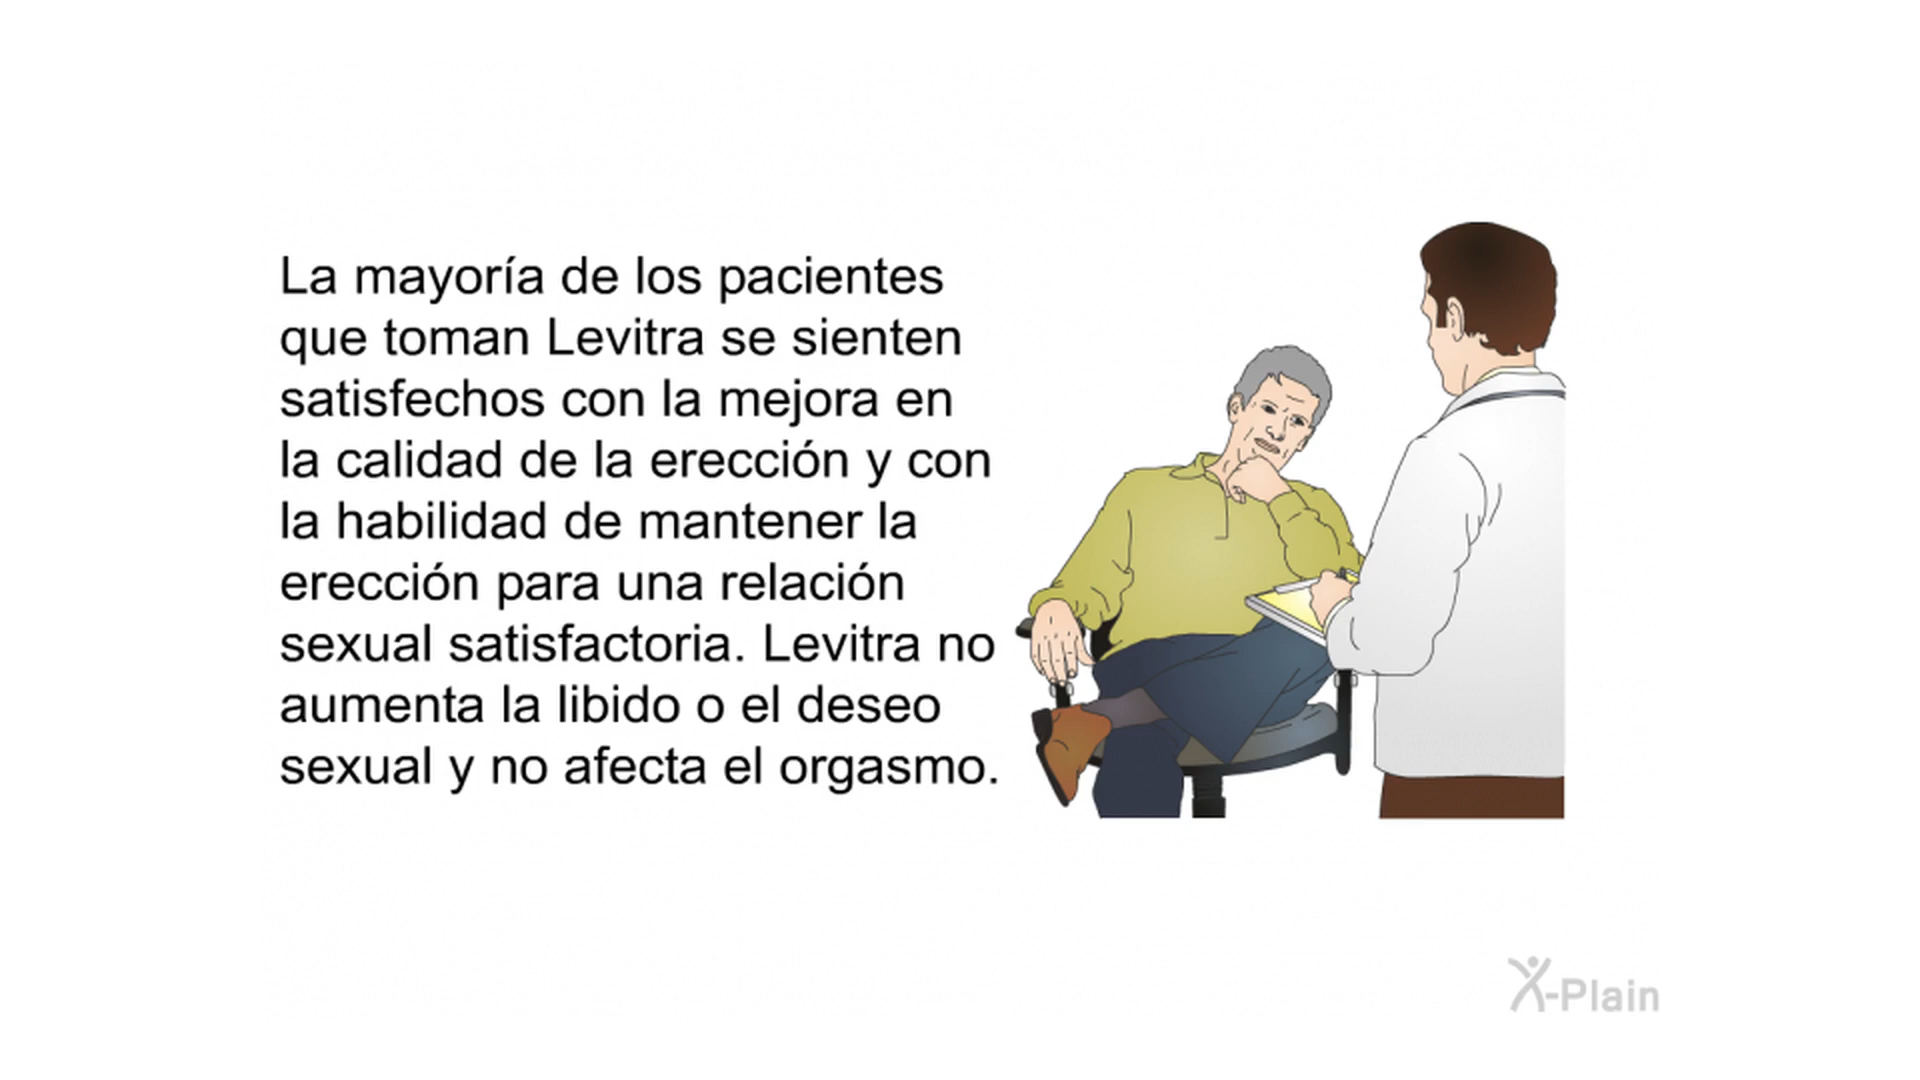 La mayoría de los pacientes
que toman Levitra se sienten
satisfechos con la mejora en
la calidad de la erección y con
la habilidad de mantener la
erección para una relación
sexual satisfactoria. Levitra no
aumenta la libido o el deseo
sexual y no afecta el orgasmo.
X-Plain